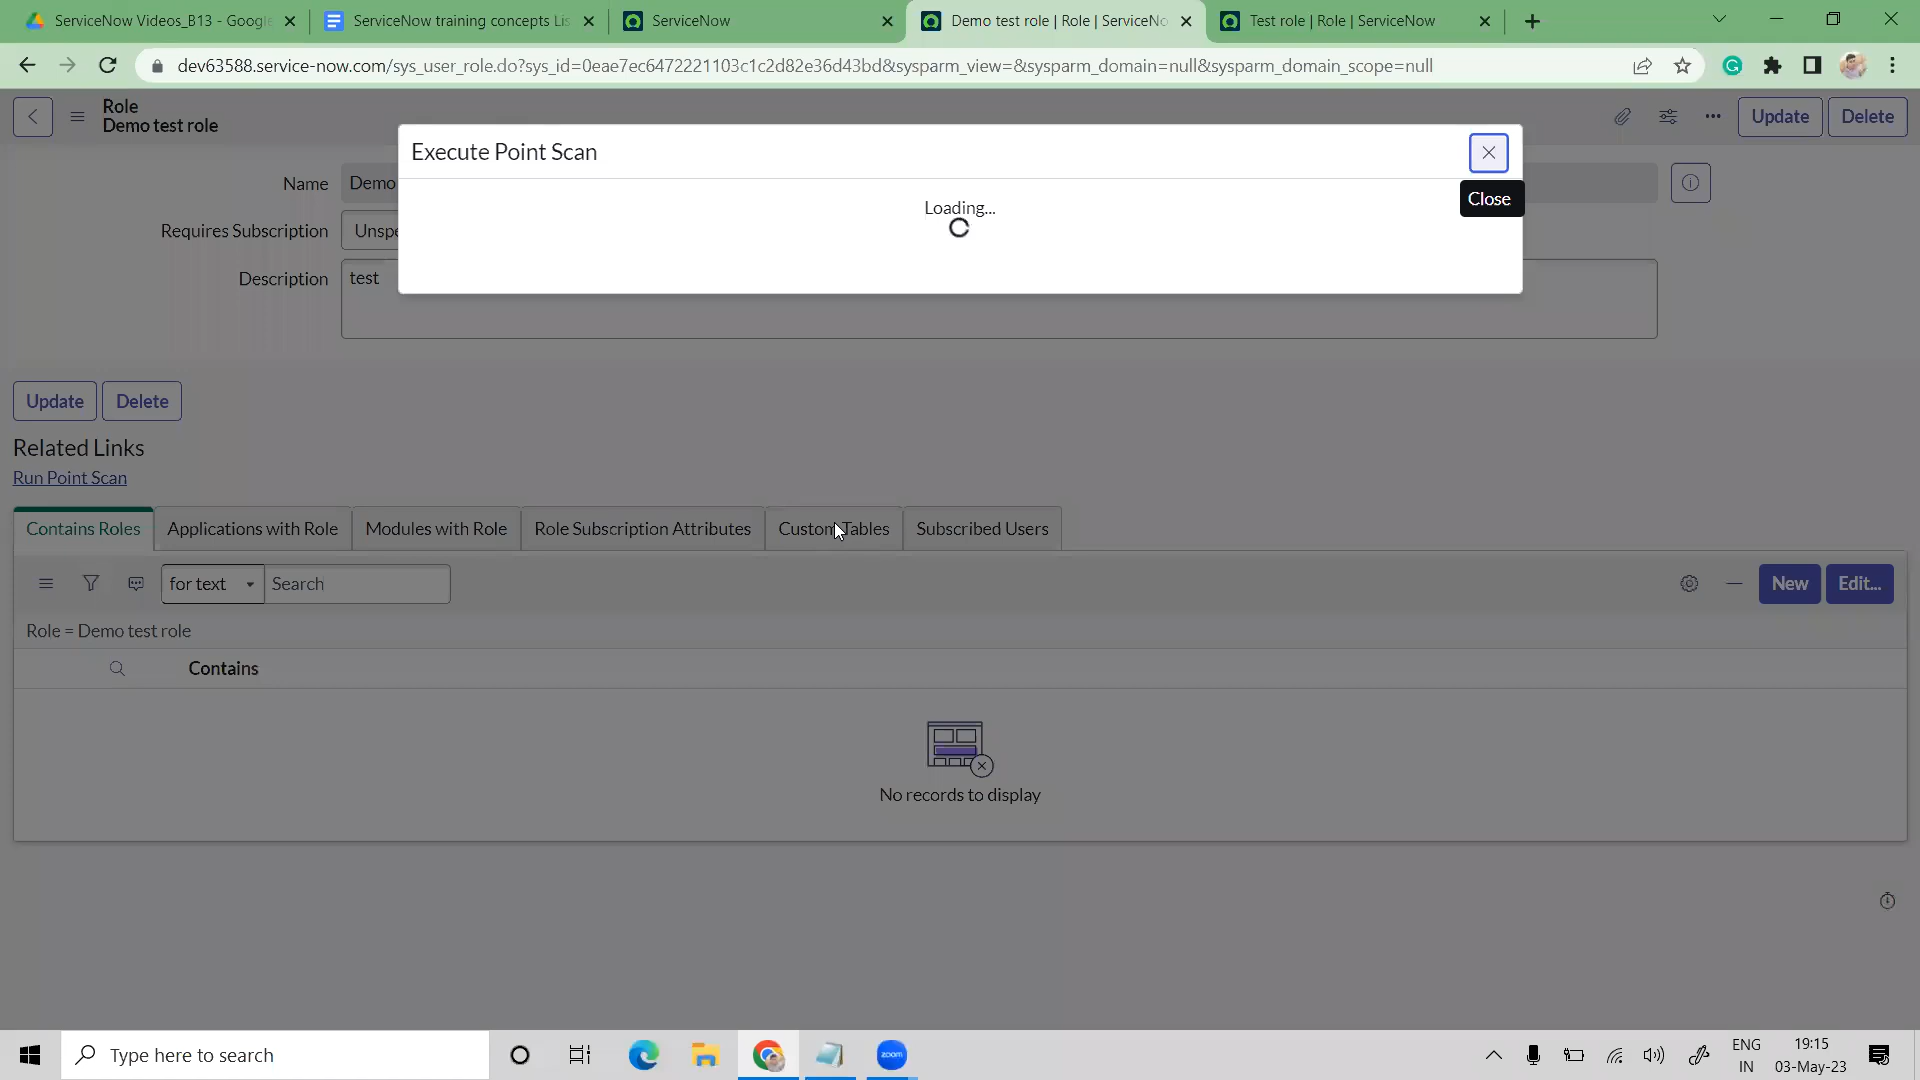 ServiceNow Videos_B13 - Google
ServiceNow training concepts Lis
ServiceNow
Demo test role | Role | ServiceNo
Test role | Role | ServiceNow
dev63588.service-now.com/sys_user_role.do?sys_id=0eae7ec6472221103c1c2d82e36d43bd&sysparm_view=&sysparm_domain=null&sysparm_domain_scope=null
Role
Demo test role
Update
Delete
Execute Point Scan
Close
Loading...
Name
Demo
Requires Subscription
Unspe
Description
test
Update
Delete
Related Links
Run Point Scan
Contains Roles
Applications with Role
Modules with Role
Role Subscription Attributes
Custom Tables
Subscribed Users
for text
Search
New
Edit...
Role = Demo test role
Contains
No records to display
Type here to search
zoom
ENG
IN
19:15
03-May-23